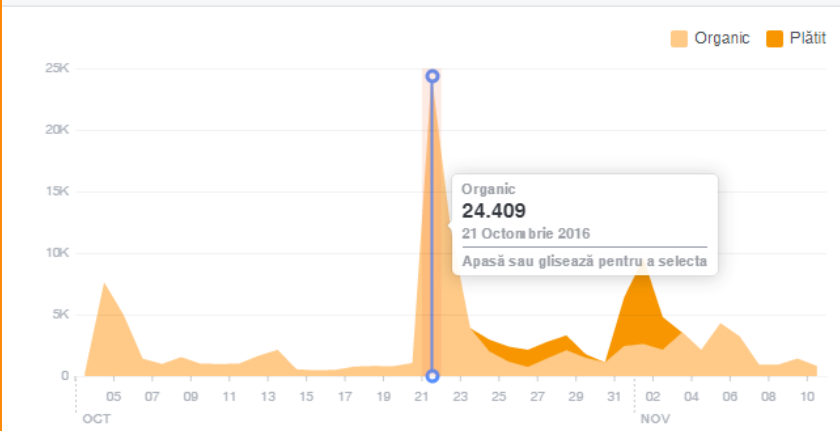 Organic Plătit
25K
20K
15K
10K
5K
0
Organic
24.409
21 Octombrie 2016
Apasă sau glisează pentru a selecta
05 07 09 11 13 15 17 19 21 23 25 27 29 31 02 04 06 08 10
OCT NOV